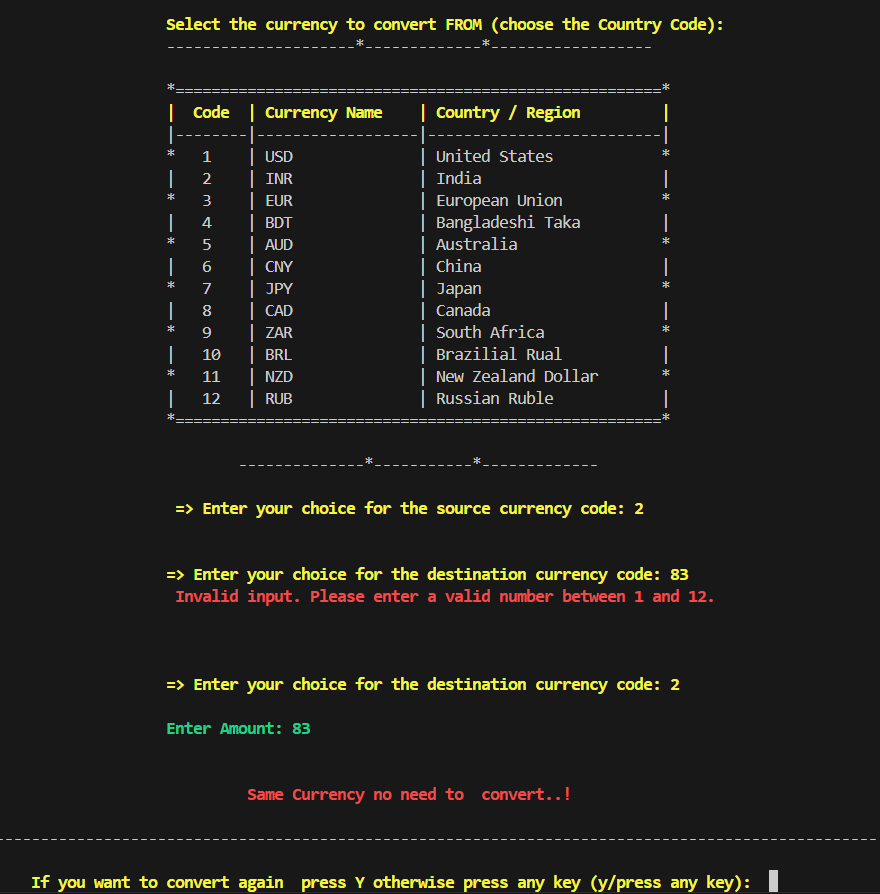 Select the currency to convert FROM (choose the Country Code):
---------------------*-------------*------------------
*======================================================*
|  Code  | Currency Name    | Country / Region         |
|--------|------------------|--------------------------|
*   1    | USD              | United States            *
|   2    | INR              | India                    |
*   3    | EUR              | European Union           *
|   4    | BDT              | Bangladeshi Taka         |
*   5    | AUD              | Australia                *
|   6    | CNY              | China                    |
*   7    | JPY              | Japan                    *
|   8    | CAD              | Canada                   |
*   9    | ZAR              | South Africa             *
|   10   | BRL              | Brazilial Rual           |
*   11   | NZD              | New Zealand Dollar       *
|   12   | RUB              | Russian Ruble            |
*======================================================*
--------------*-----------*-------------
=> Enter your choice for the source currency code: 2
=> Enter your choice for the destination currency code: 83
Invalid input. Please enter a valid number between 1 and 12.
=> Enter your choice for the destination currency code: 2
Enter Amount: 83
Same Currency no need to  convert..!
-------------------------------------------------------------------------------------------------
If you want to convert again  press Y otherwise press any key (y/press any key):